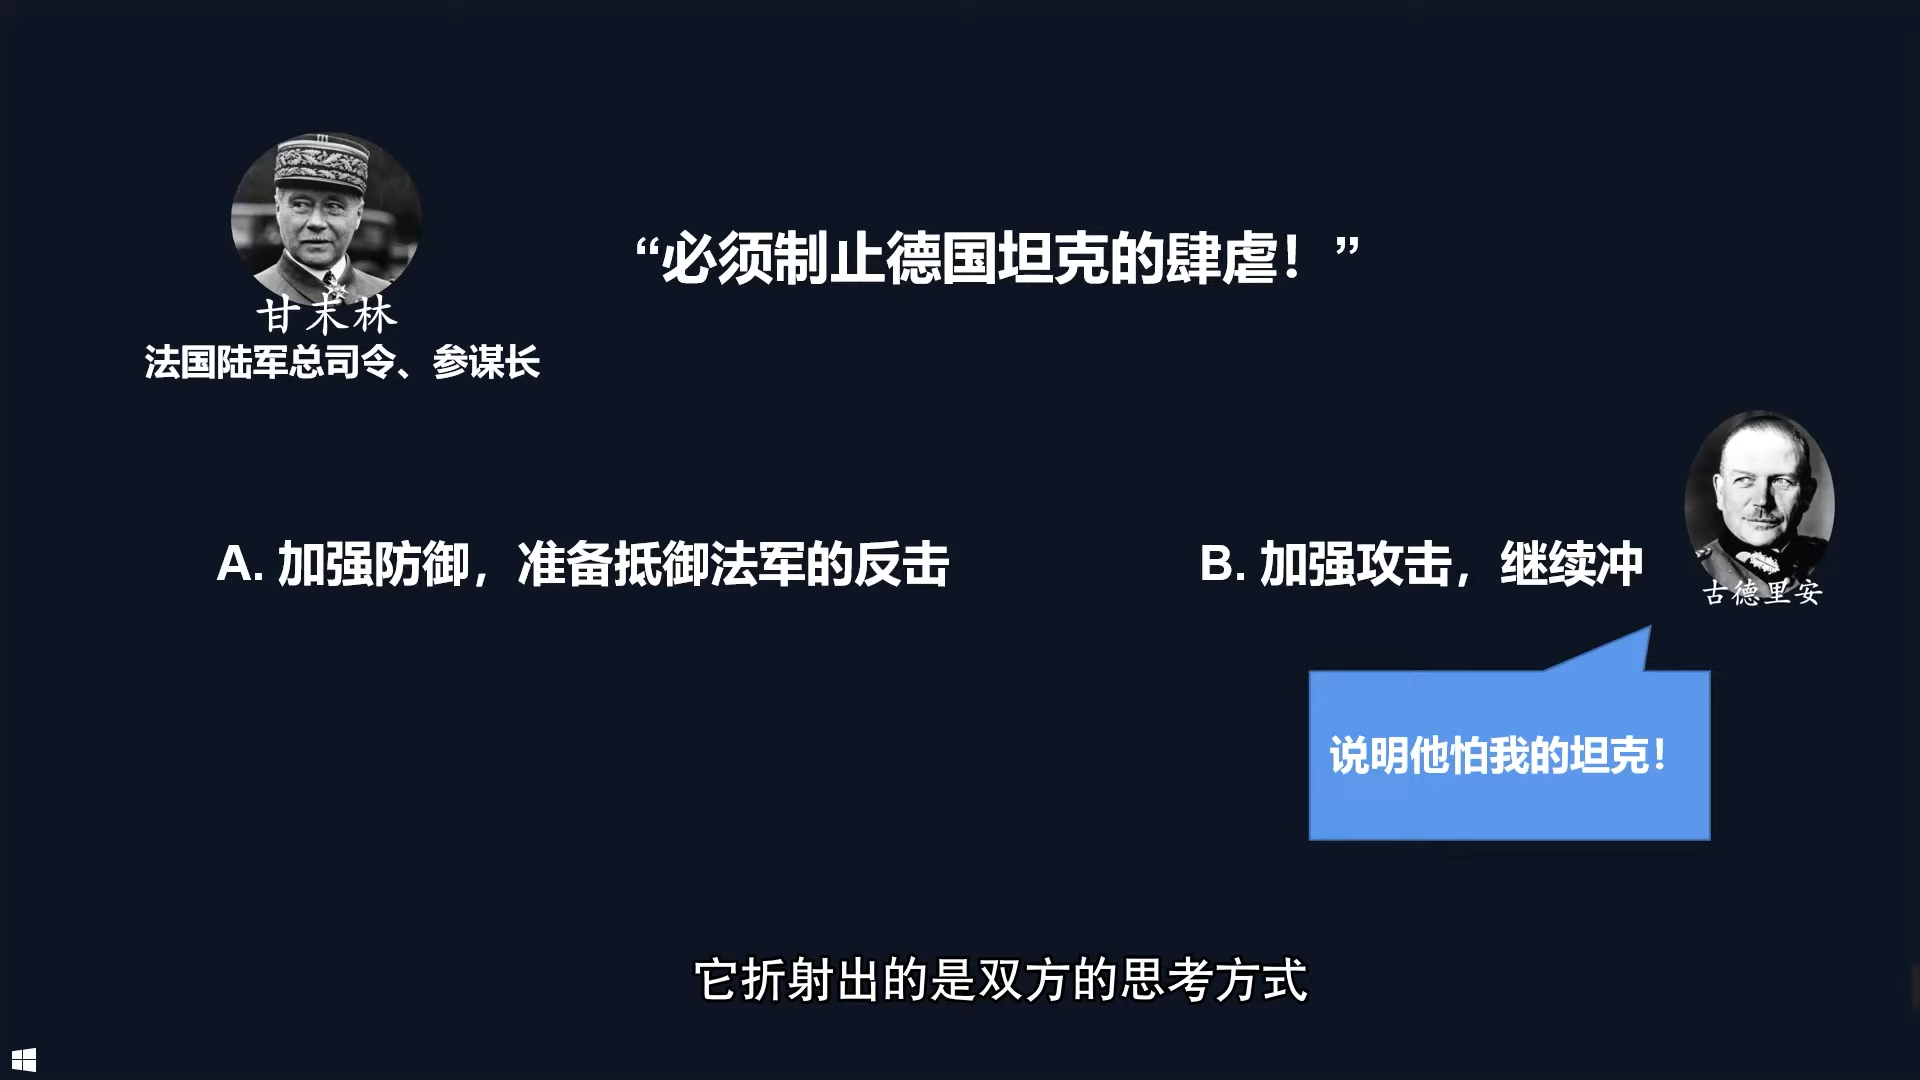 “必须制止德国坦克的肆虐！”
甘末林
法国陆军总司令、参谋长
A. 加强防御，准备抵御法军的反击
B. 加强攻击，继续冲
古德里安
说明他怕我的坦克！
它折射出的是双方的思考方式